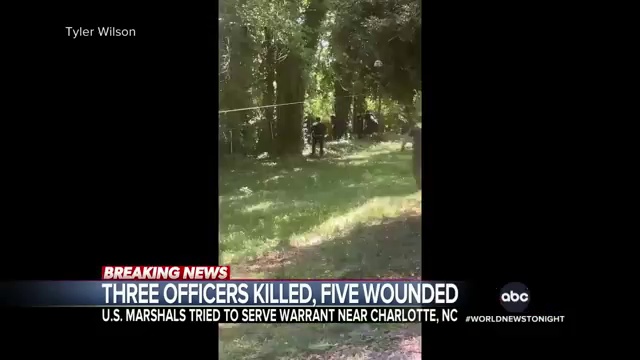 Tyler Wilson
BREAKING NEWS
THREE OFFICERS KILLED, FIVE WOUNDED
abc
U.S. MARSHALS TRIED TO SERVE WARRANT NEAR CHARLOTTE, NC
#WORLDNEWSTONIGHT